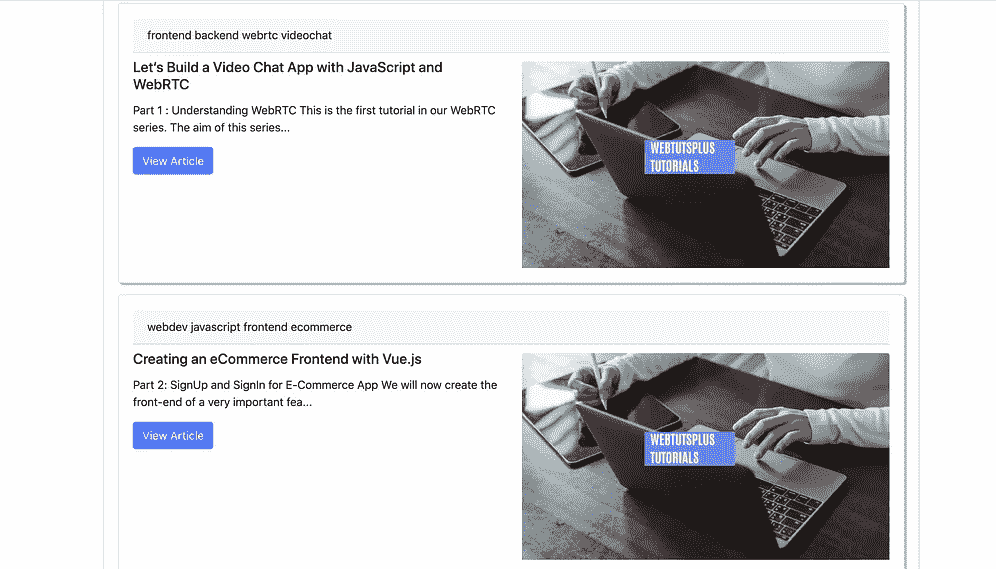 frontend backend webrtc videochat
Let's Build a Video Chat App with JavaScript and
WebRTC
Part 1 : Understanding WebRTC This is the first tutorial in our WebRTC
series. The aim of this series...
View Article
WEBTUTSPLUS
TUTORIALS
webdev javascript frontend ecommerce
Creating an eCommerce Frontend with Vue.js
Part 2: SignUp and SignIn for E-Commerce App We will now create the
front-end of a very important fea...
View Article
WEBTUTSPLUS
TUTORIALS